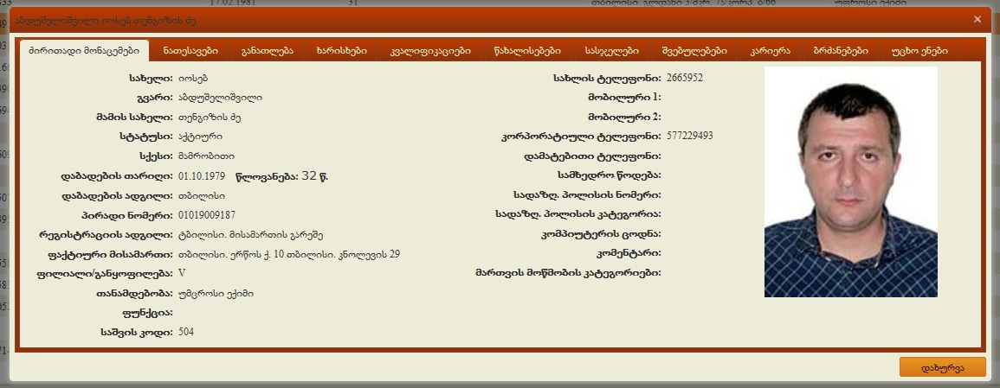 17.02.1981 31 უფროსი ექიმი
აბდუშელიშვილი იოსებ თენგიზის ძე ×
ძირითადი მონაცემები ნათესავები განათლება ხარისხები კვალიფიკაციები წახალისებები სასჯელები შვებულებები კარიერა ბრძანებები უცხო ენები
სახელი: იოსებ
გვარი: აბდუშელიშვილი
მამის სახელი: თენგიზის ძე
სტატუსი: აქტიური
სქესი: მამრობითი
დაბადების თარიღი: 01.10.1979 წლოვანება: 32 წ.
დაბადების ადგილი: თბილისი
პირადი ნომერი: 01019009187
რეგისტრაციის ადგილი: ტბილისი. მისამართის გარეშე
ფაქტიური მისამართი: თბილისი. ერწოს ქ. 10 თბილისი. კნოლევის 29
ფილიალი/განყოფილება: V
თანამდებობა: უმცროსი ექიმი
ფუნქცია:
საშვის კოდი: 504
სახლის ტელეფონი: 2665952
მობილური 1:
მობილური 2:
კორპორატიული ტელეფონი: 577229493
დამატებითი ტელეფონი:
სამხედრო წოდება:
სადაზღ. პოლისის ნომერი:
სადაზღ. პოლისის კატეგორია:
კომპიუტერის ცოდნა:
კომენტარი:
მართვის მოწმობის კატეგორიები:
დახურვა